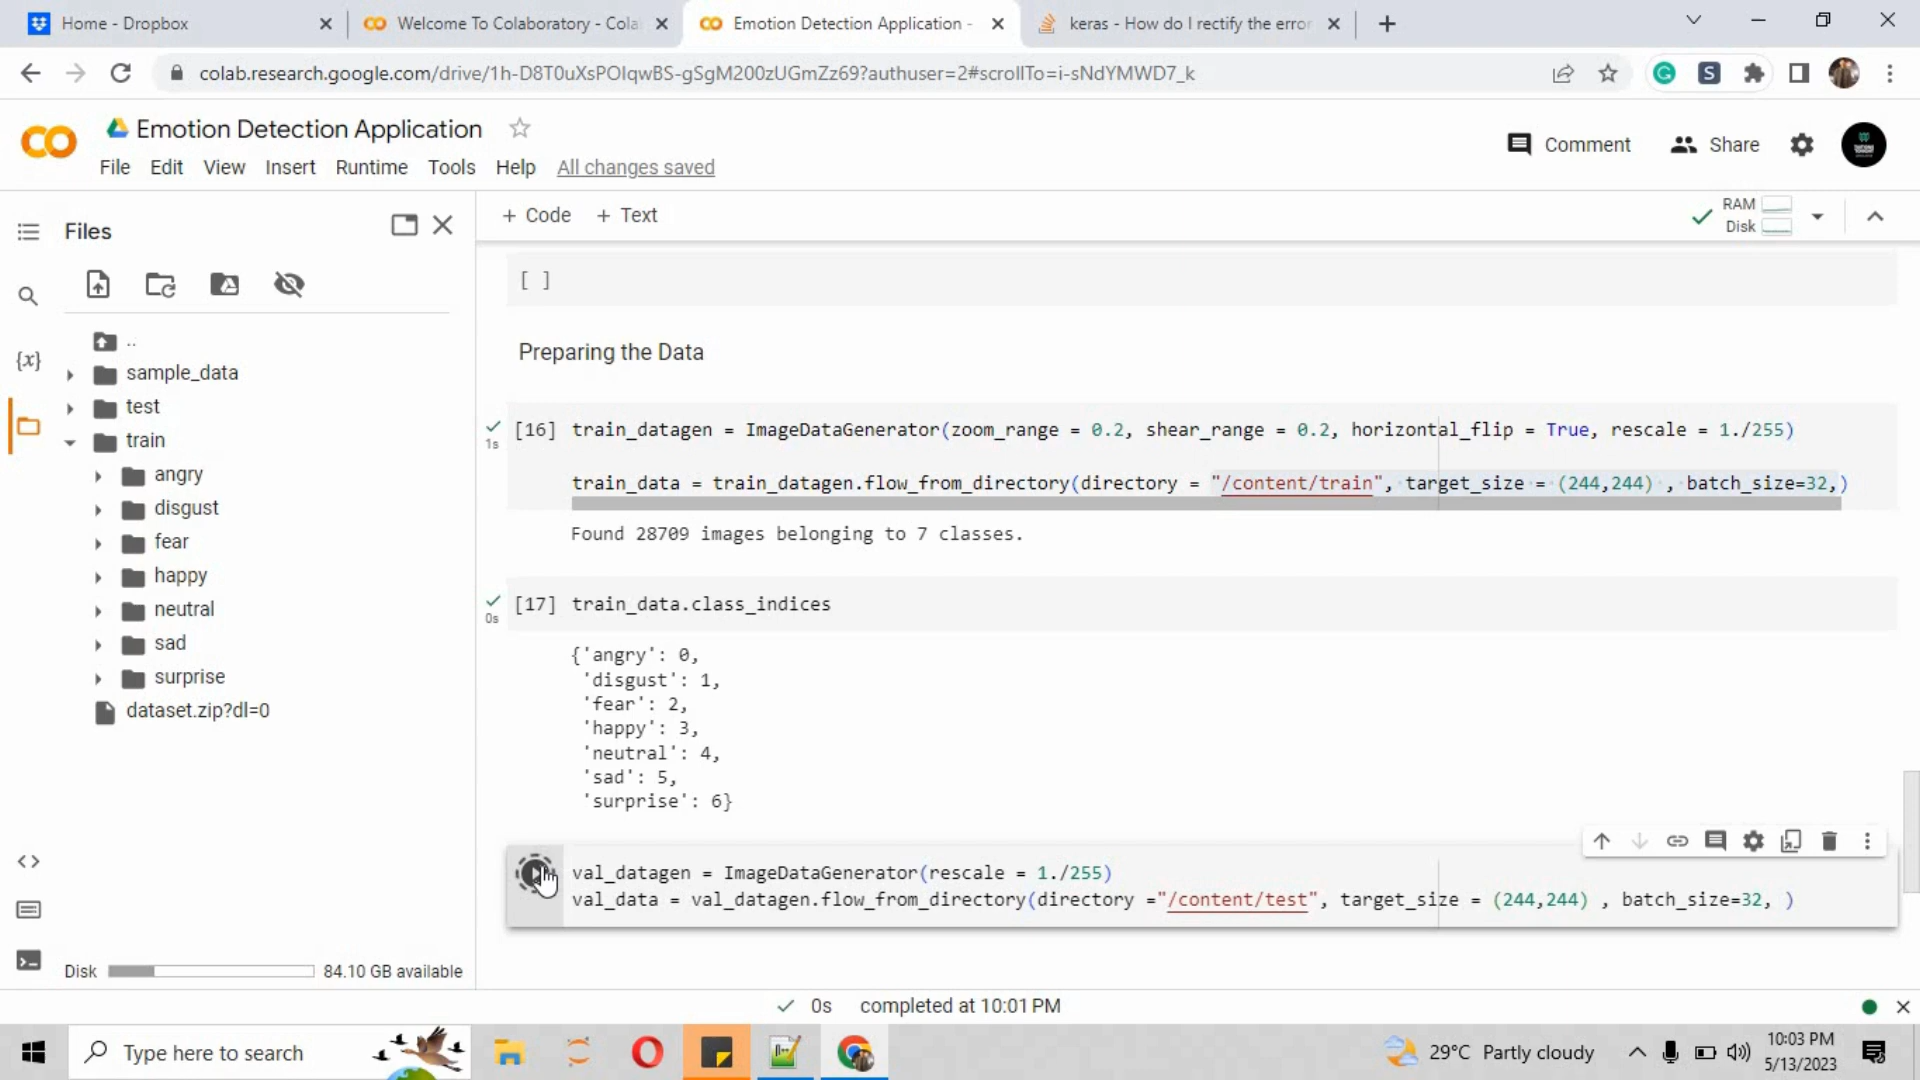 Home - Dropbox
Welcome To Colaboratory - Cola
Emotion Detection Application -
keras - How do I rectify the error
colab.research.google.com/drive/1h-D8T0uXsPOIqwBS-gSgM200zUGmZz69?authuser=2#scrollTo=i-sNdYMWD7_k
Emotion Detection Application
File Edit View Insert Runtime Tools Help All changes saved
Comment
Share
Files
+ Code + Text
RAM
Disk
..
sample_data
test
train
angry
disgust
fear
happy
neutral
sad
surprise
dataset.zip?dl=0
Disk 84.10 GB available
[ ]
Preparing the Data
1s
[16] train_datagen = ImageDataGenerator(zoom_range = 0.2, shear_range = 0.2, horizontal_flip = True, rescale = 1./255)
train_data = train_datagen.flow_from_directory(directory = "/content/train", target_size = (244,244) , batch_size=32,)
Found 28709 images belonging to 7 classes.
0s
[17] train_data.class_indices
{'angry': 0,
'disgust': 1,
'fear': 2,
'happy': 3,
'neutral': 4,
'sad': 5,
'surprise': 6}
val_datagen = ImageDataGenerator(rescale = 1./255)
val_data = val_datagen.flow_from_directory(directory ="/content/test", target_size = (244,244) , batch_size=32, )
0s completed at 10:01 PM
Type here to search
29°C Partly cloudy
10:03 PM
5/13/2023